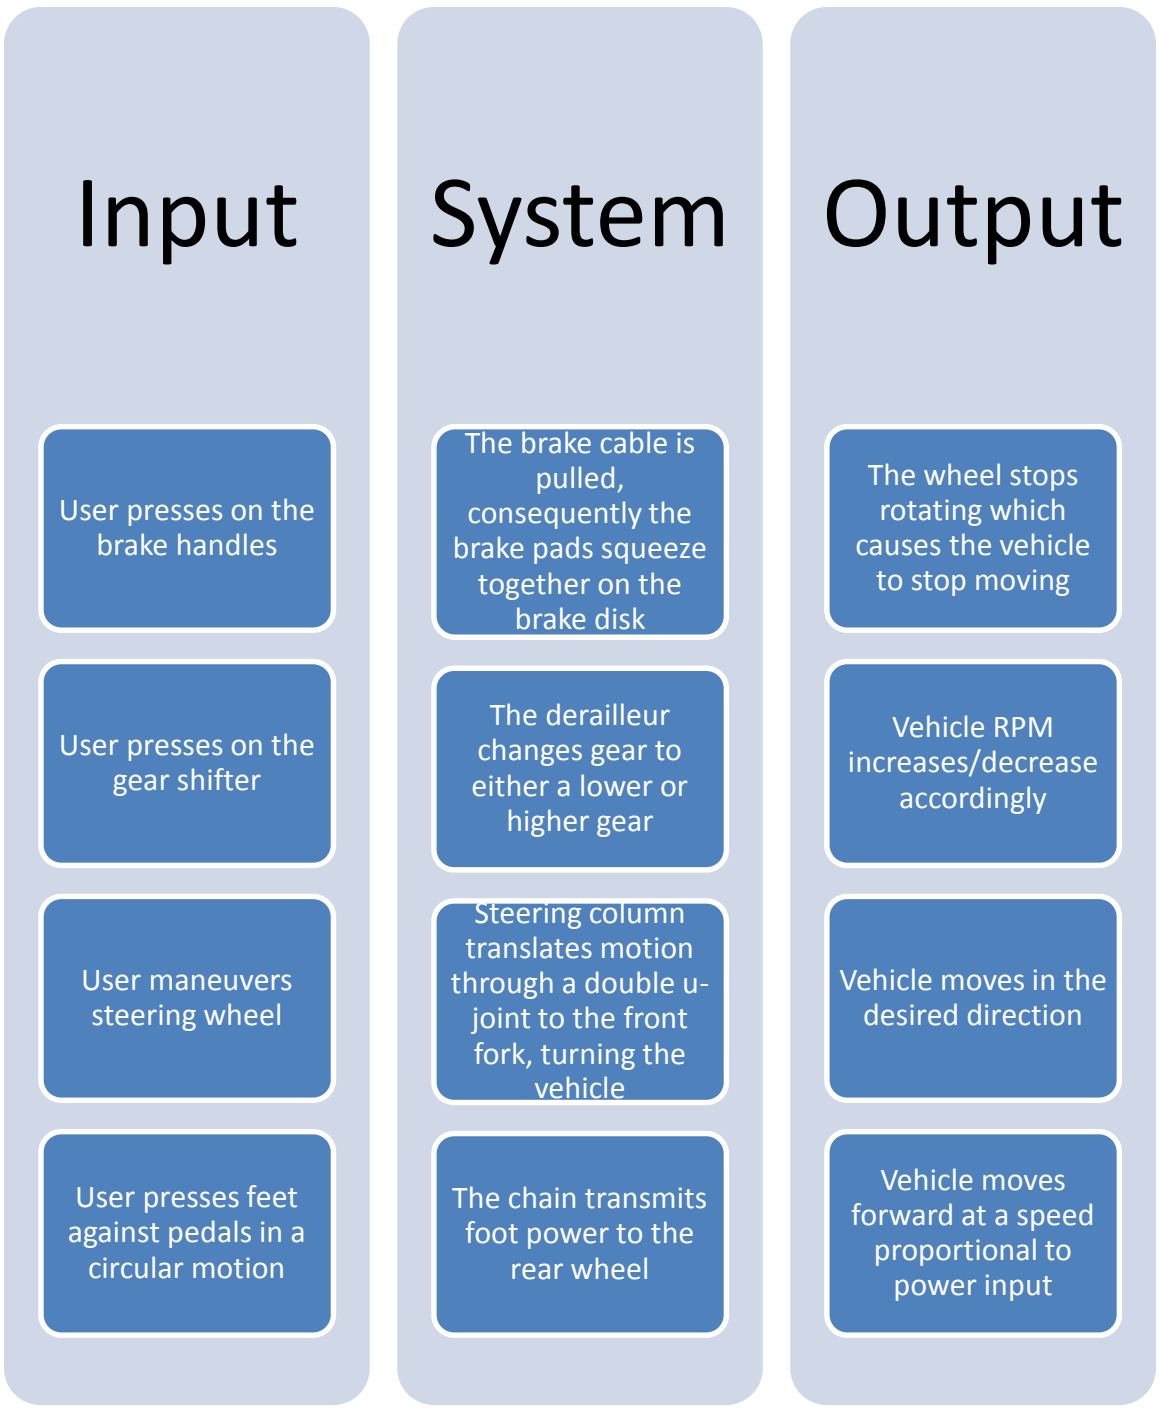 Input
User presses on the
brake handles
User presses on the
gear shifter
User maneuvers
steering wheel
User presses feet
against pedals in a
circular motion
System
The brake cable is
pulled,
consequently the
brake pads squeeze
together on the
brake disk
The derailleur
changes gear to
either a lower or
higher gear
Steering column
translates motion
through a double u-
joint to the front
fork, turning the
vehicle
The chain transmits
foot power to the
rear wheel
Output
The wheel stops
rotating which
causes the vehicle
to stop moving
Vehicle RPM
increases/decrease
accordingly
Vehicle moves in the
desired direction
Vehicle moves
forward at a speed
proportional to
power input